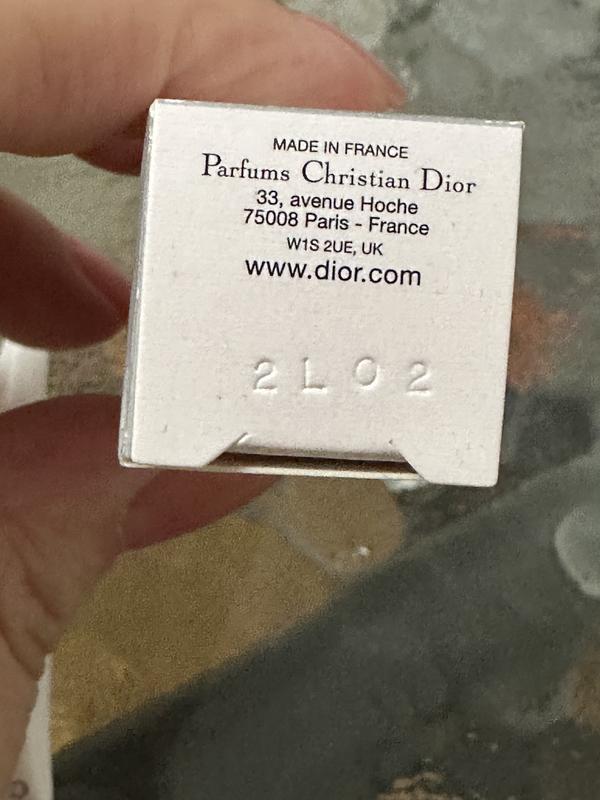 MADE IN FRANCE
Parfums Christian Dior
33, avenue Hoche
75008 Paris - France
W1S 2UE, UK
www.dior.com
2L02